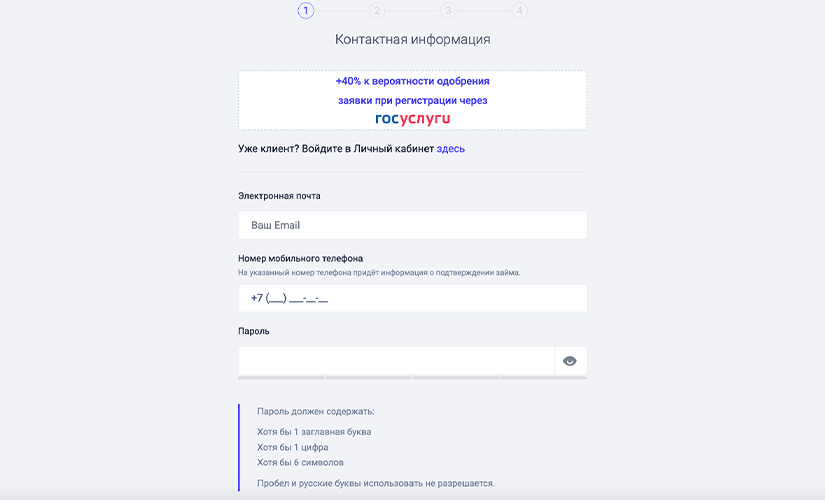 1 2 3 4
Контактная информация
+40% к вероятности одобрения
заявки при регистрации через
госуслуги
Уже клиент? Войдите в Личный кабинет здесь
Электронная почта
Ваш Email
Номер мобильного телефона
На указанный номер телефона придёт информация о подтверждении займа.
+7 (___) ___-__-__
Пароль
Пароль должен содержать:
Хотя бы 1 заглавная буква
Хотя бы 1 цифра
Хотя бы 6 символов
Пробел и русские буквы использовать не разрешается.